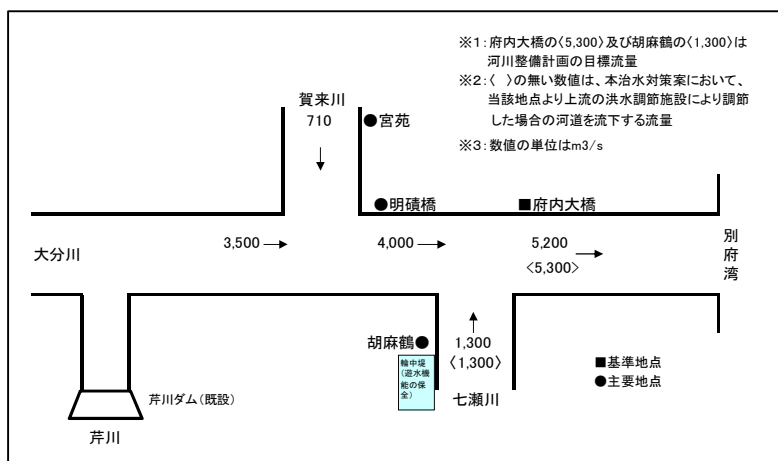 ※1：府内大橋の〈5,300〉及び胡麻鶴の〈1,300〉は
河川整備計画の目標流量
※2：〈　〉の無い数値は、本治水対策案において、
当該地点より上流の洪水調節施設により調節
した場合の河道を流下する流量
※3：数値の単位はm3/s
賀来川
710
●宮苑
↓
●明磧橋
■府内大橋
大分川
3,500→
4,000→
5,200
〈5,300〉→
別府湾
胡麻鶴●
↑
1,300
〈1,300〉
輪中堤
(遊水機
能の保
全)
七瀬川
■基準地点
●主要地点
芹川ダム(既設)
芹川